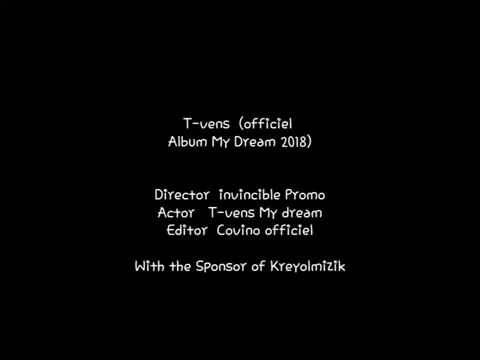 T-vens (officiel
Album My Dream 2018)
Director invincible Promo
Actor T-vens My dream
Editor Covino officiel
With the Sponsor of Kreyolmizik